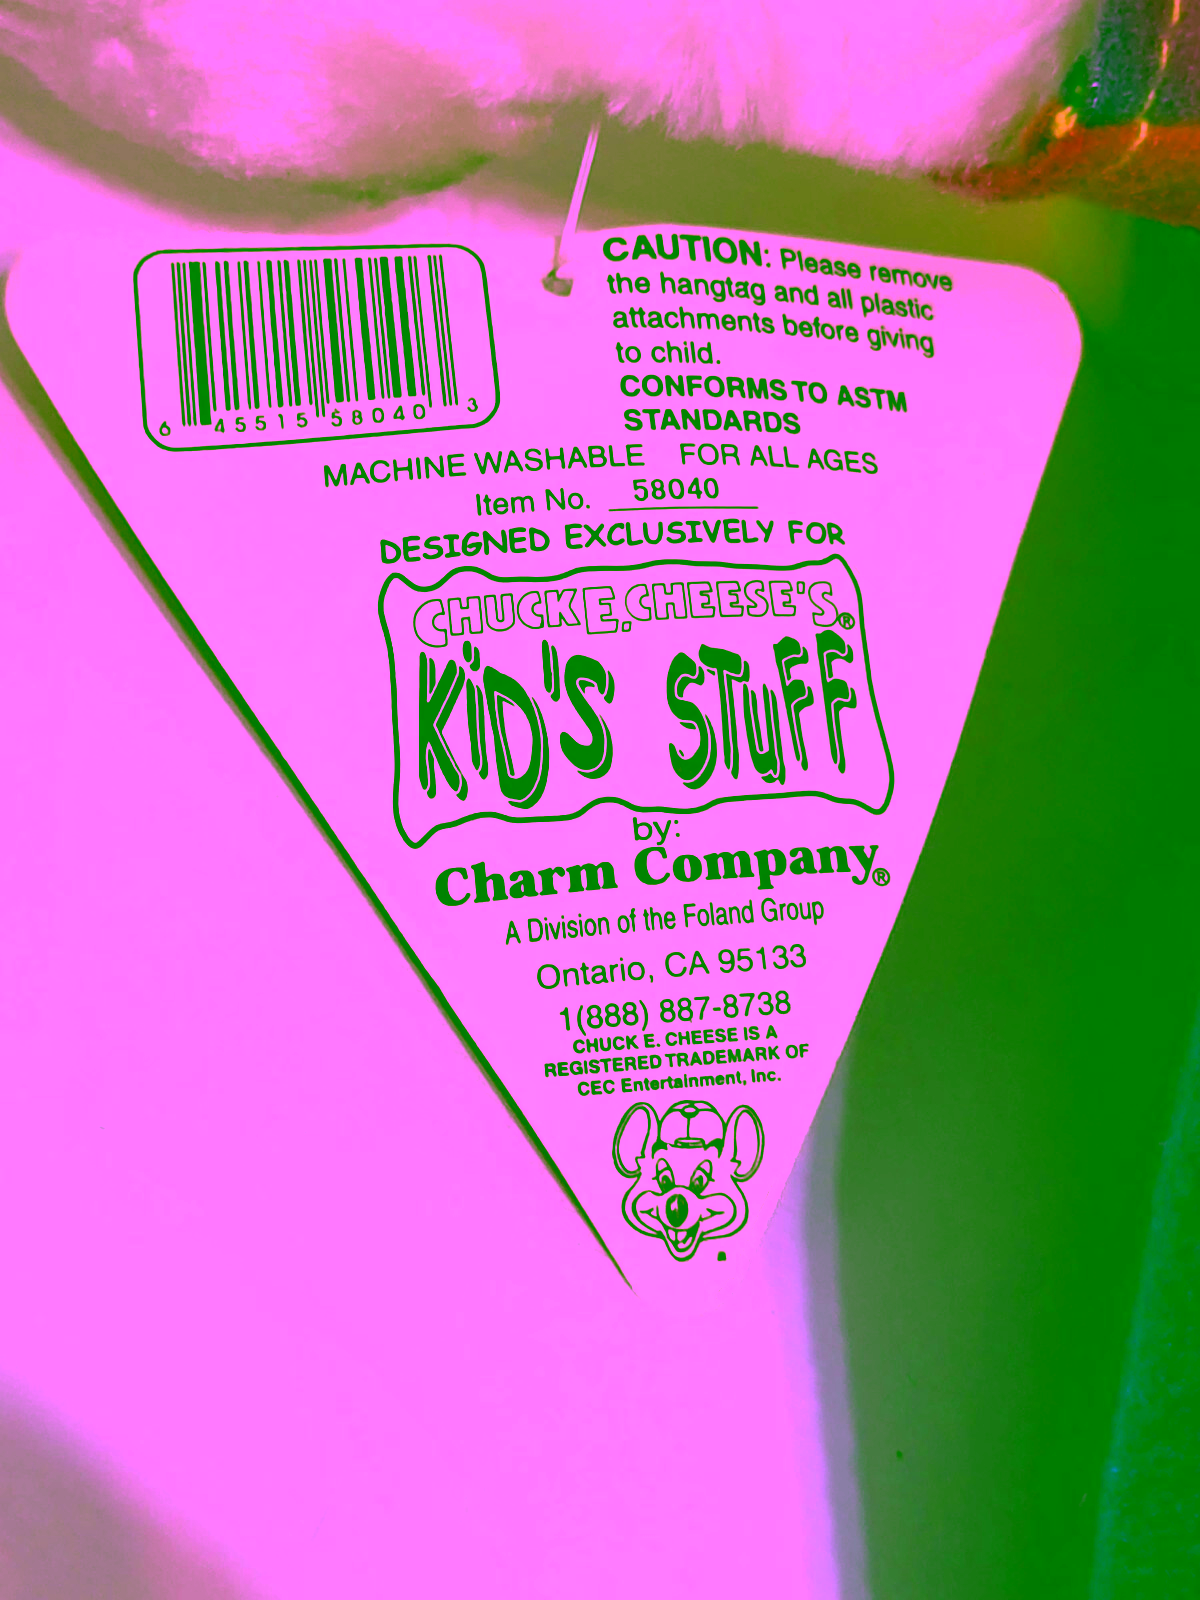 CAUTION: Please remove
the hangtag and all plastic
attachments before giving
to child.
CONFORMS TO ASTM
STANDARDS
6 45515 58040 3
MACHINE WASHABLE FOR ALL AGES
Item No. 58040
DESIGNED EXCLUSIVELY FOR
CHUCK E. CHEESE'S®
KiD'S STuFF
by:
Charm Company®
A Division of the Foland Group
Ontario, CA 95133
1(888) 887-8738
CHUCK E. CHEESE IS A
REGISTERED TRADEMARK OF
CEC Entertainment, Inc.